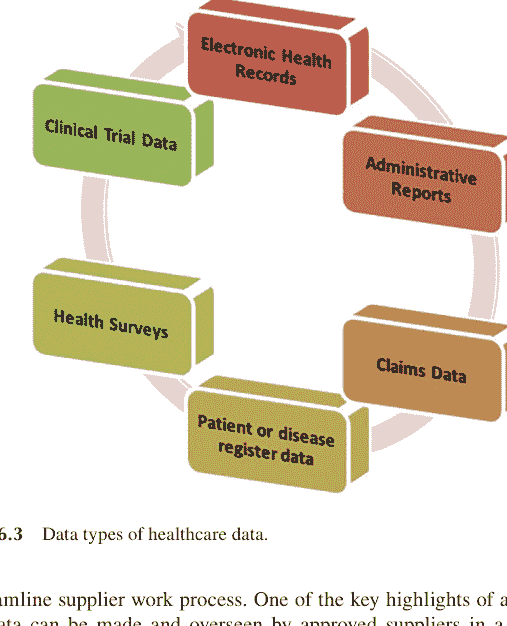 Electronic Health
Records
Administrative
Reports
Claims Data
Patient or disease
register data
Health Surveys
Clinical Trial Data
6.3 Data types of healthcare data.
amline supplier work process. One of the key highlights of a
ata can be made and overseen by approved suppliers in a